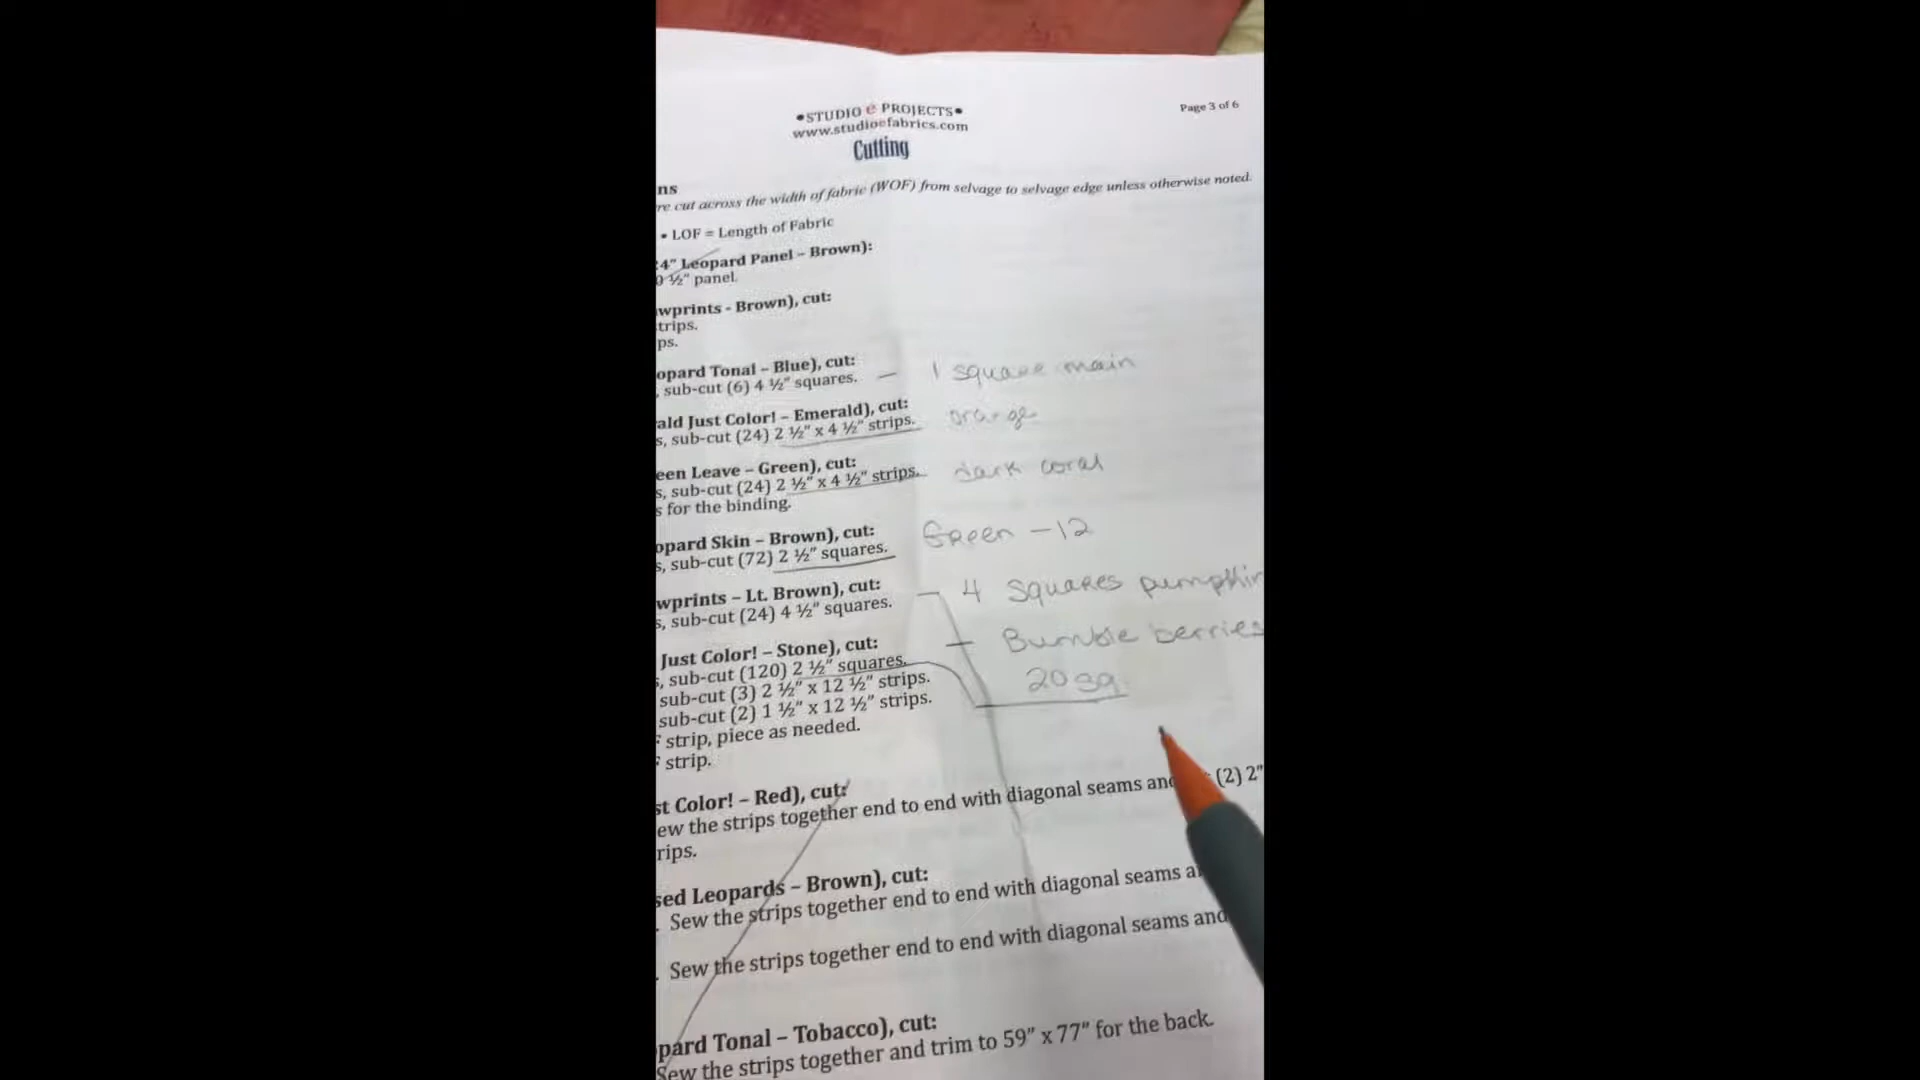 •STUDIO e PROJECTS•
Page 3 of 6
www.studioefabrics.com
Cutting
ns
re cut across the width of fabric (WOF) from selvage to selvage edge unless otherwise noted.
• LOF = Length of Fabric
4" Leopard Panel – Brown):
0 ½" panel.
wprints - Brown), cut:
trips.
ps.
opard Tonal – Blue), cut:
, sub-cut (6) 4 ½" squares. — 1 square main
ald Just Color! – Emerald), cut:
s, sub-cut (24) 2 ½" x 4 ½" strips. orange
een Leave – Green), cut:
s, sub-cut (24) 2 ½" x 4 ½" strips. dark coral
s for the binding.
opard Skin – Brown), cut: Green – 12
s, sub-cut (72) 2 ½" squares.
wprints – Lt. Brown), cut: — 4 squares pumpkin
s, sub-cut (24) 4 ½" squares.
Just Color! – Stone), cut: — Bumble berries
s, sub-cut (120) 2 ½" squares. 20 sq
sub-cut (3) 2 ½" x 12 ½" strips.
sub-cut (2) 1 ½" x 12 ½" strips.
F strip, piece as needed.
F strip.
st Color! – Red), cut:
ew the strips together end to end with diagonal seams and (2) 2"
rips.
sed Leopards – Brown), cut:
. Sew the strips together end to end with diagonal seams a
. Sew the strips together end to end with diagonal seams and
pard Tonal – Tobacco), cut:
Sew the strips together and trim to 59" x 77" for the back.